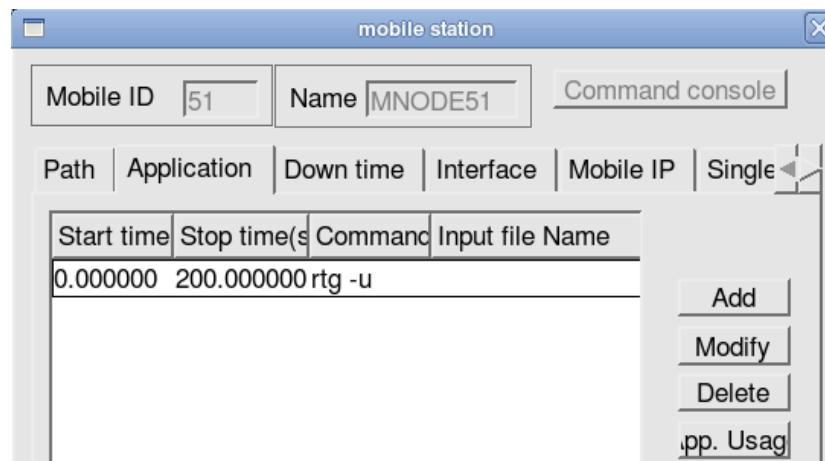 mobile station
Mobile ID 51 Name MNODE51 Command console
Path Application Down time Interface Mobile IP Single
Start time Stop time(s Command Input file Name
0.000000 200.000000 rtg -u
Add
Modify
Delete
App. Usag